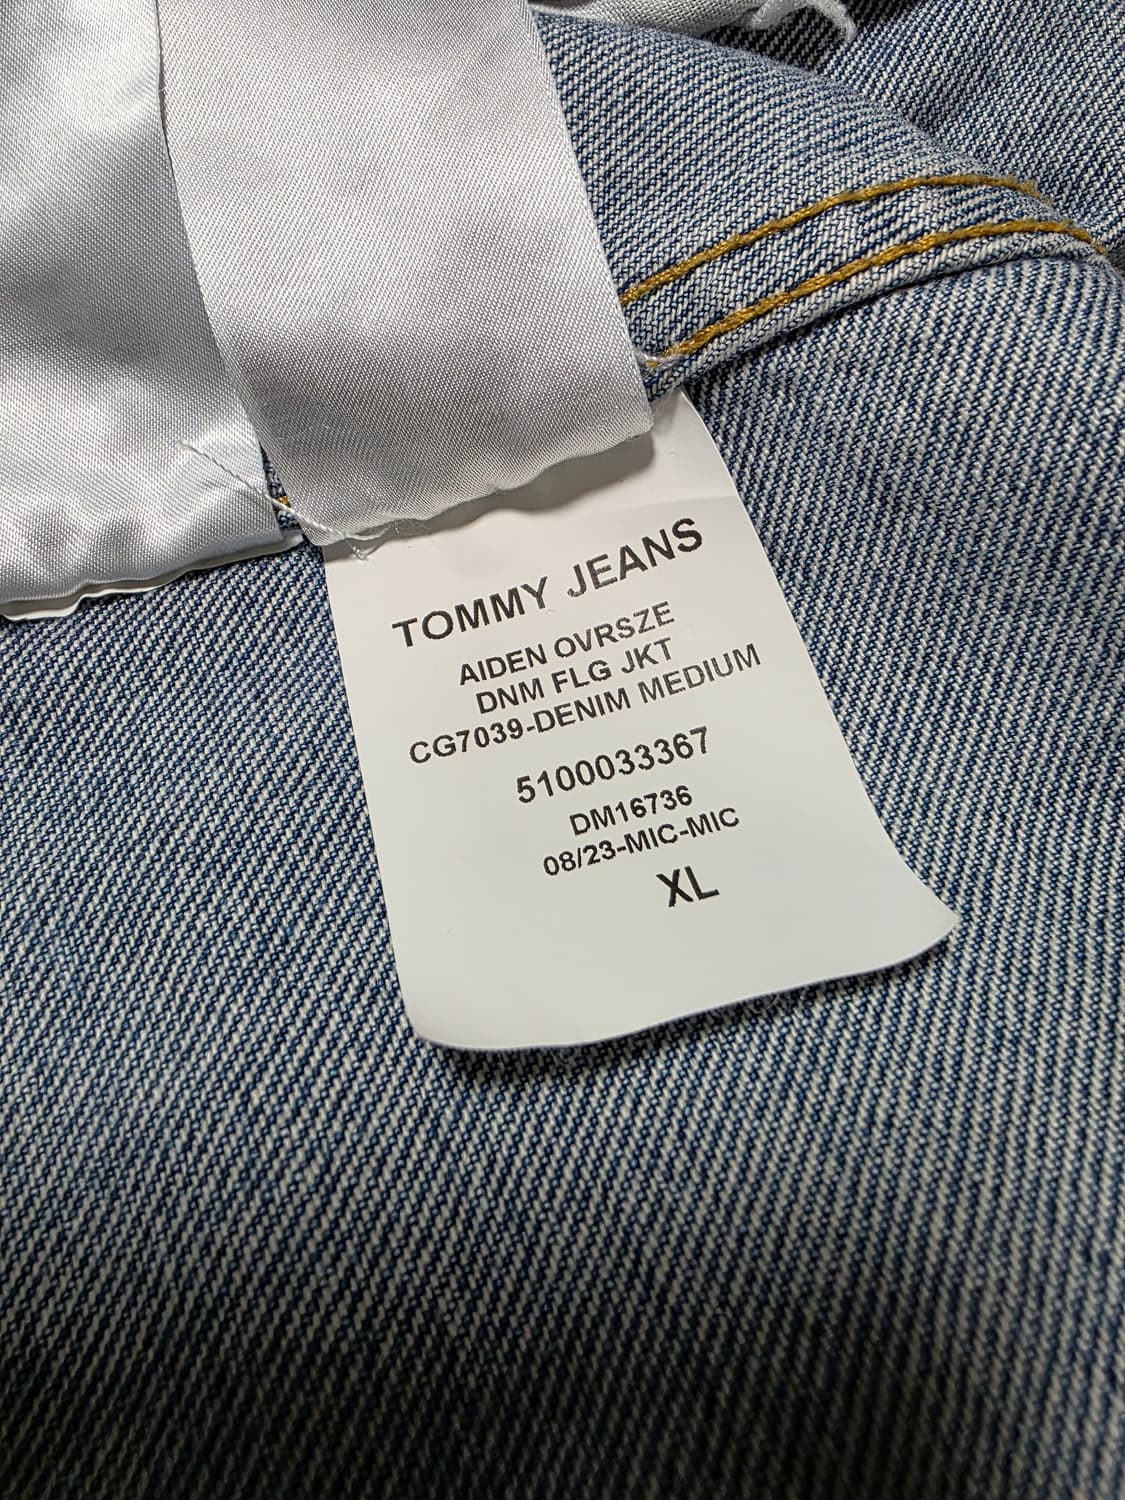 TOMMY JEANS
AIDEN OVRSZE
DNM FLG JKT
CG7039-DENIM MEDIUM
5100033367
DM16736
08/23-MIC-MIC
XL